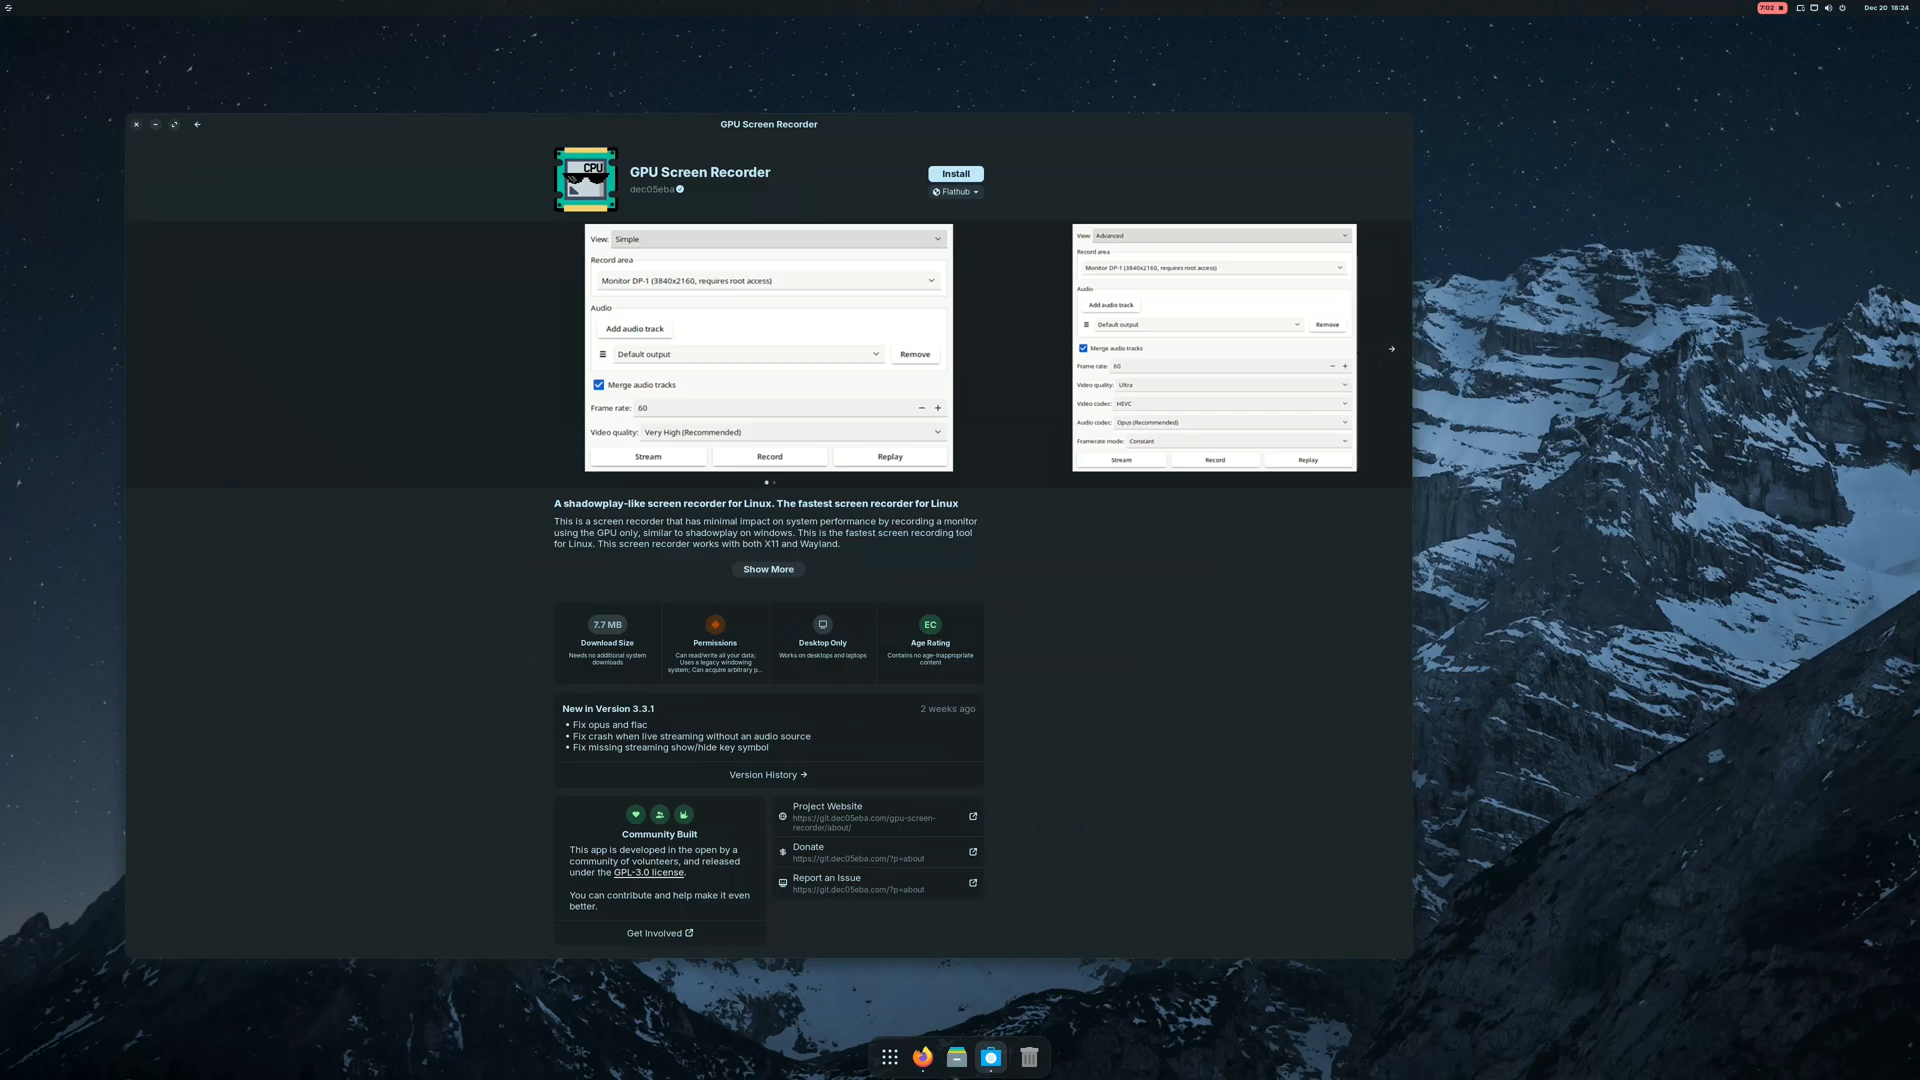 7:02
Dec 20 18:24
GPU Screen Recorder
CPU
GPU Screen Recorder
dec05eba
Install
Flathub
View: Simple
Record area
Monitor DP-1 (3840x2160, requires root access)
Audio
Add audio track
Default output
Remove
Merge audio tracks
Frame rate: 60
Video quality: Very High (Recommended)
Stream
Record
Replay
View: Advanced
Record area
Monitor DP-1 (3840x2160, requires root access)
Audio
Add audio track
Default output
Remove
Merge audio tracks
Frame rate: 60
Video quality: Ultra
Video codec: HEVC
Audio codec: Opus (Recommended)
Framerate mode: Constant
Stream
Record
Replay
A shadowplay-like screen recorder for Linux. The fastest screen recorder for Linux
This is a screen recorder that has minimal impact on system performance by recording a monitor
using the GPU only, similar to shadowplay on windows. This is the fastest screen recording tool
for Linux. This screen recorder works with both X11 and Wayland.
Show More
7.7 MB
Download Size
Needs no additional system
downloads
Permissions
Can read/write all your data;
Uses a legacy windowing
system; Can acquire arbitrary p...
Desktop Only
Works on desktops and laptops
EC
Age Rating
Contains no age-inappropriate
content
New in Version 3.3.1
2 weeks ago
• Fix opus and flac
• Fix crash when live streaming without an audio source
• Fix missing streaming show/hide key symbol
Version History
Community Built
This app is developed in the open by a
community of volunteers, and released
under the GPL-3.0 license.
You can contribute and help make it even
better.
Get Involved
Project Website
https://git.dec05eba.com/gpu-screen-
recorder/about/
Donate
https://git.dec05eba.com/?p=about
Report an Issue
https://git.dec05eba.com/?p=about